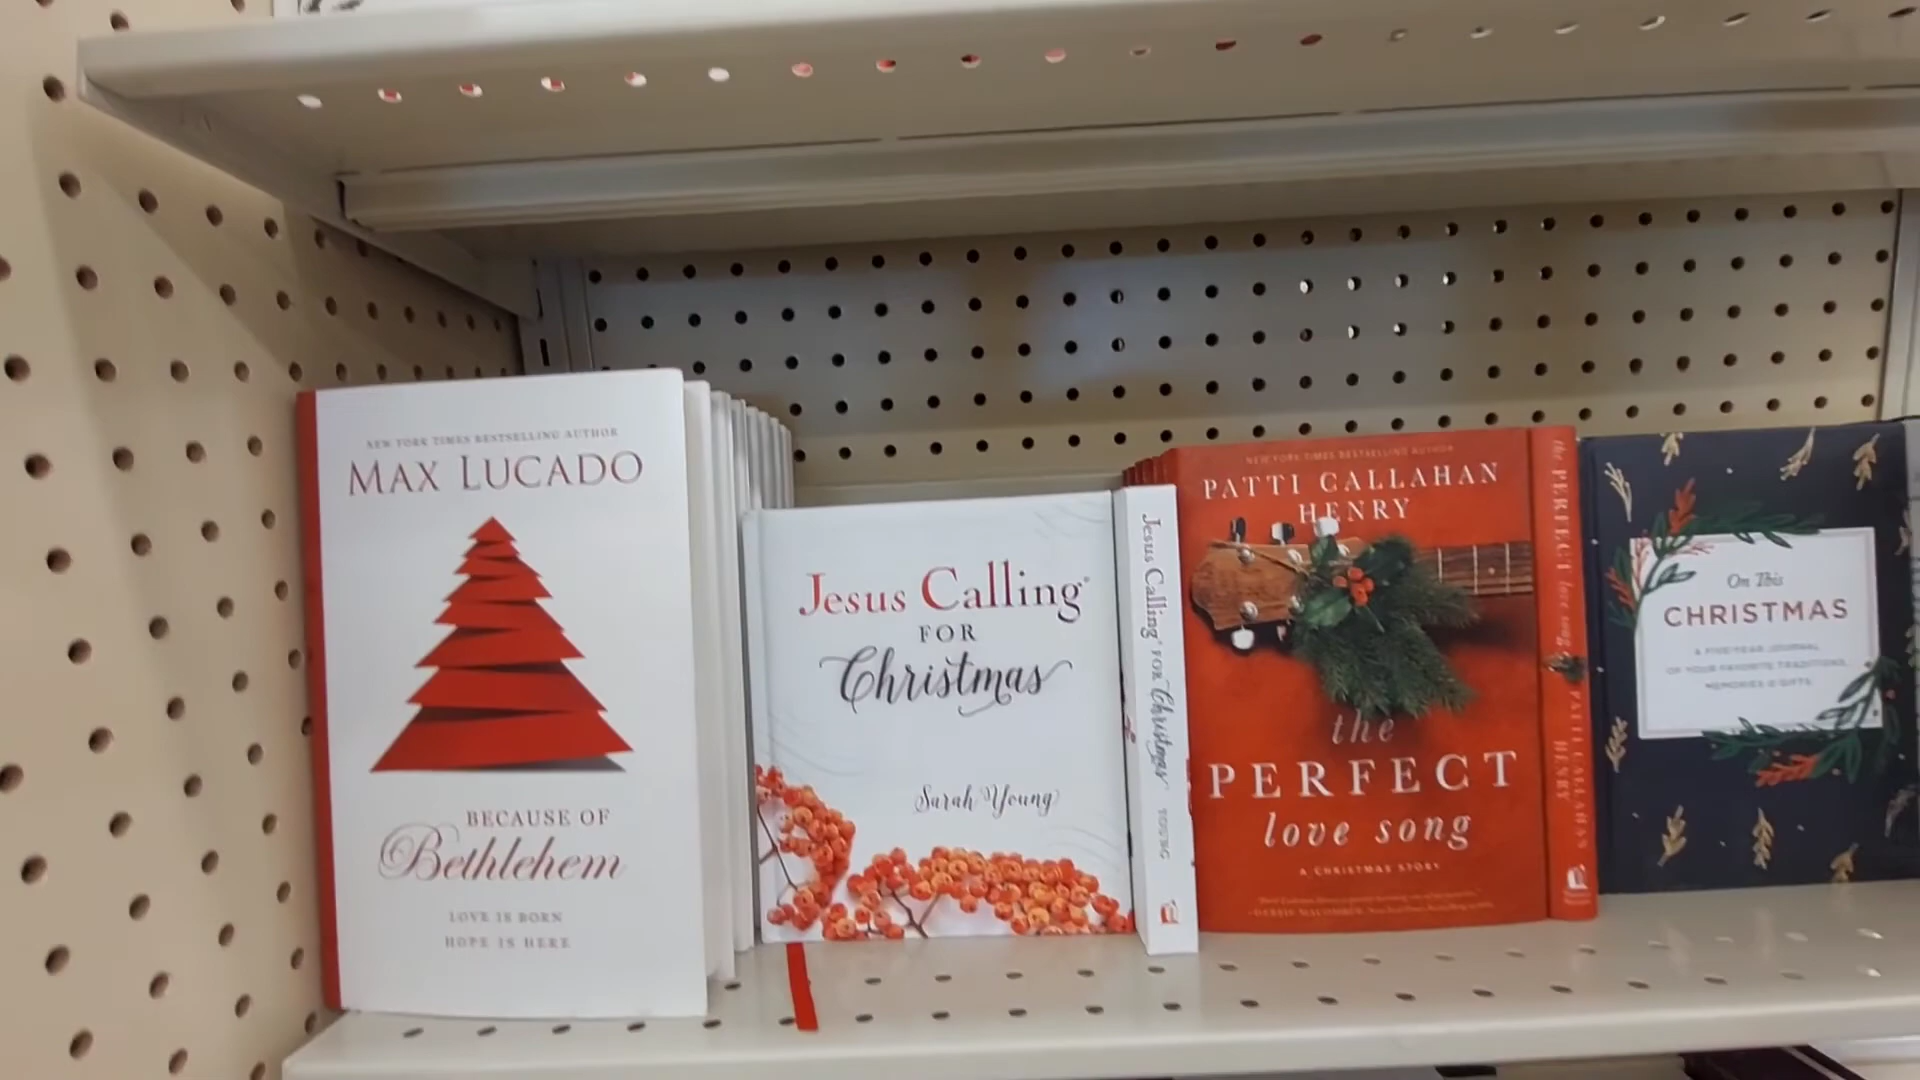 NEW YORK TIMES BESTSELLING AUTHOR
MAX LUCADO
BECAUSE OF
Bethlehem
LOVE IS BORN
HOPE IS HERE
Jesus Calling®
FOR
Christmas
Sarah Young
Jesus Calling® FOR Christmas YOUNG
NEW YORK TIMES BESTSELLING AUTHOR
PATTI CALLAHAN
HENRY
the
PERFECT
love song
A CHRISTMAS STORY
the PERFECT love song
PATTI CALLAHAN
HENRY
On This
CHRISTMAS
A FIVE-YEAR JOURNAL
OF YOUR FAVORITE TRADITIONS,
MEMORIES & GIFTS